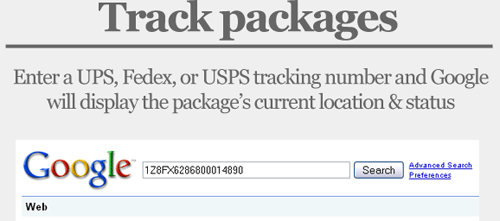 Track packages
Enter a UPS, Fedex, or USPS tracking number and Google
will display the package's current location & status
Google™ 1Z8FX6286800014890 Search Advanced Search
Preferences
Web